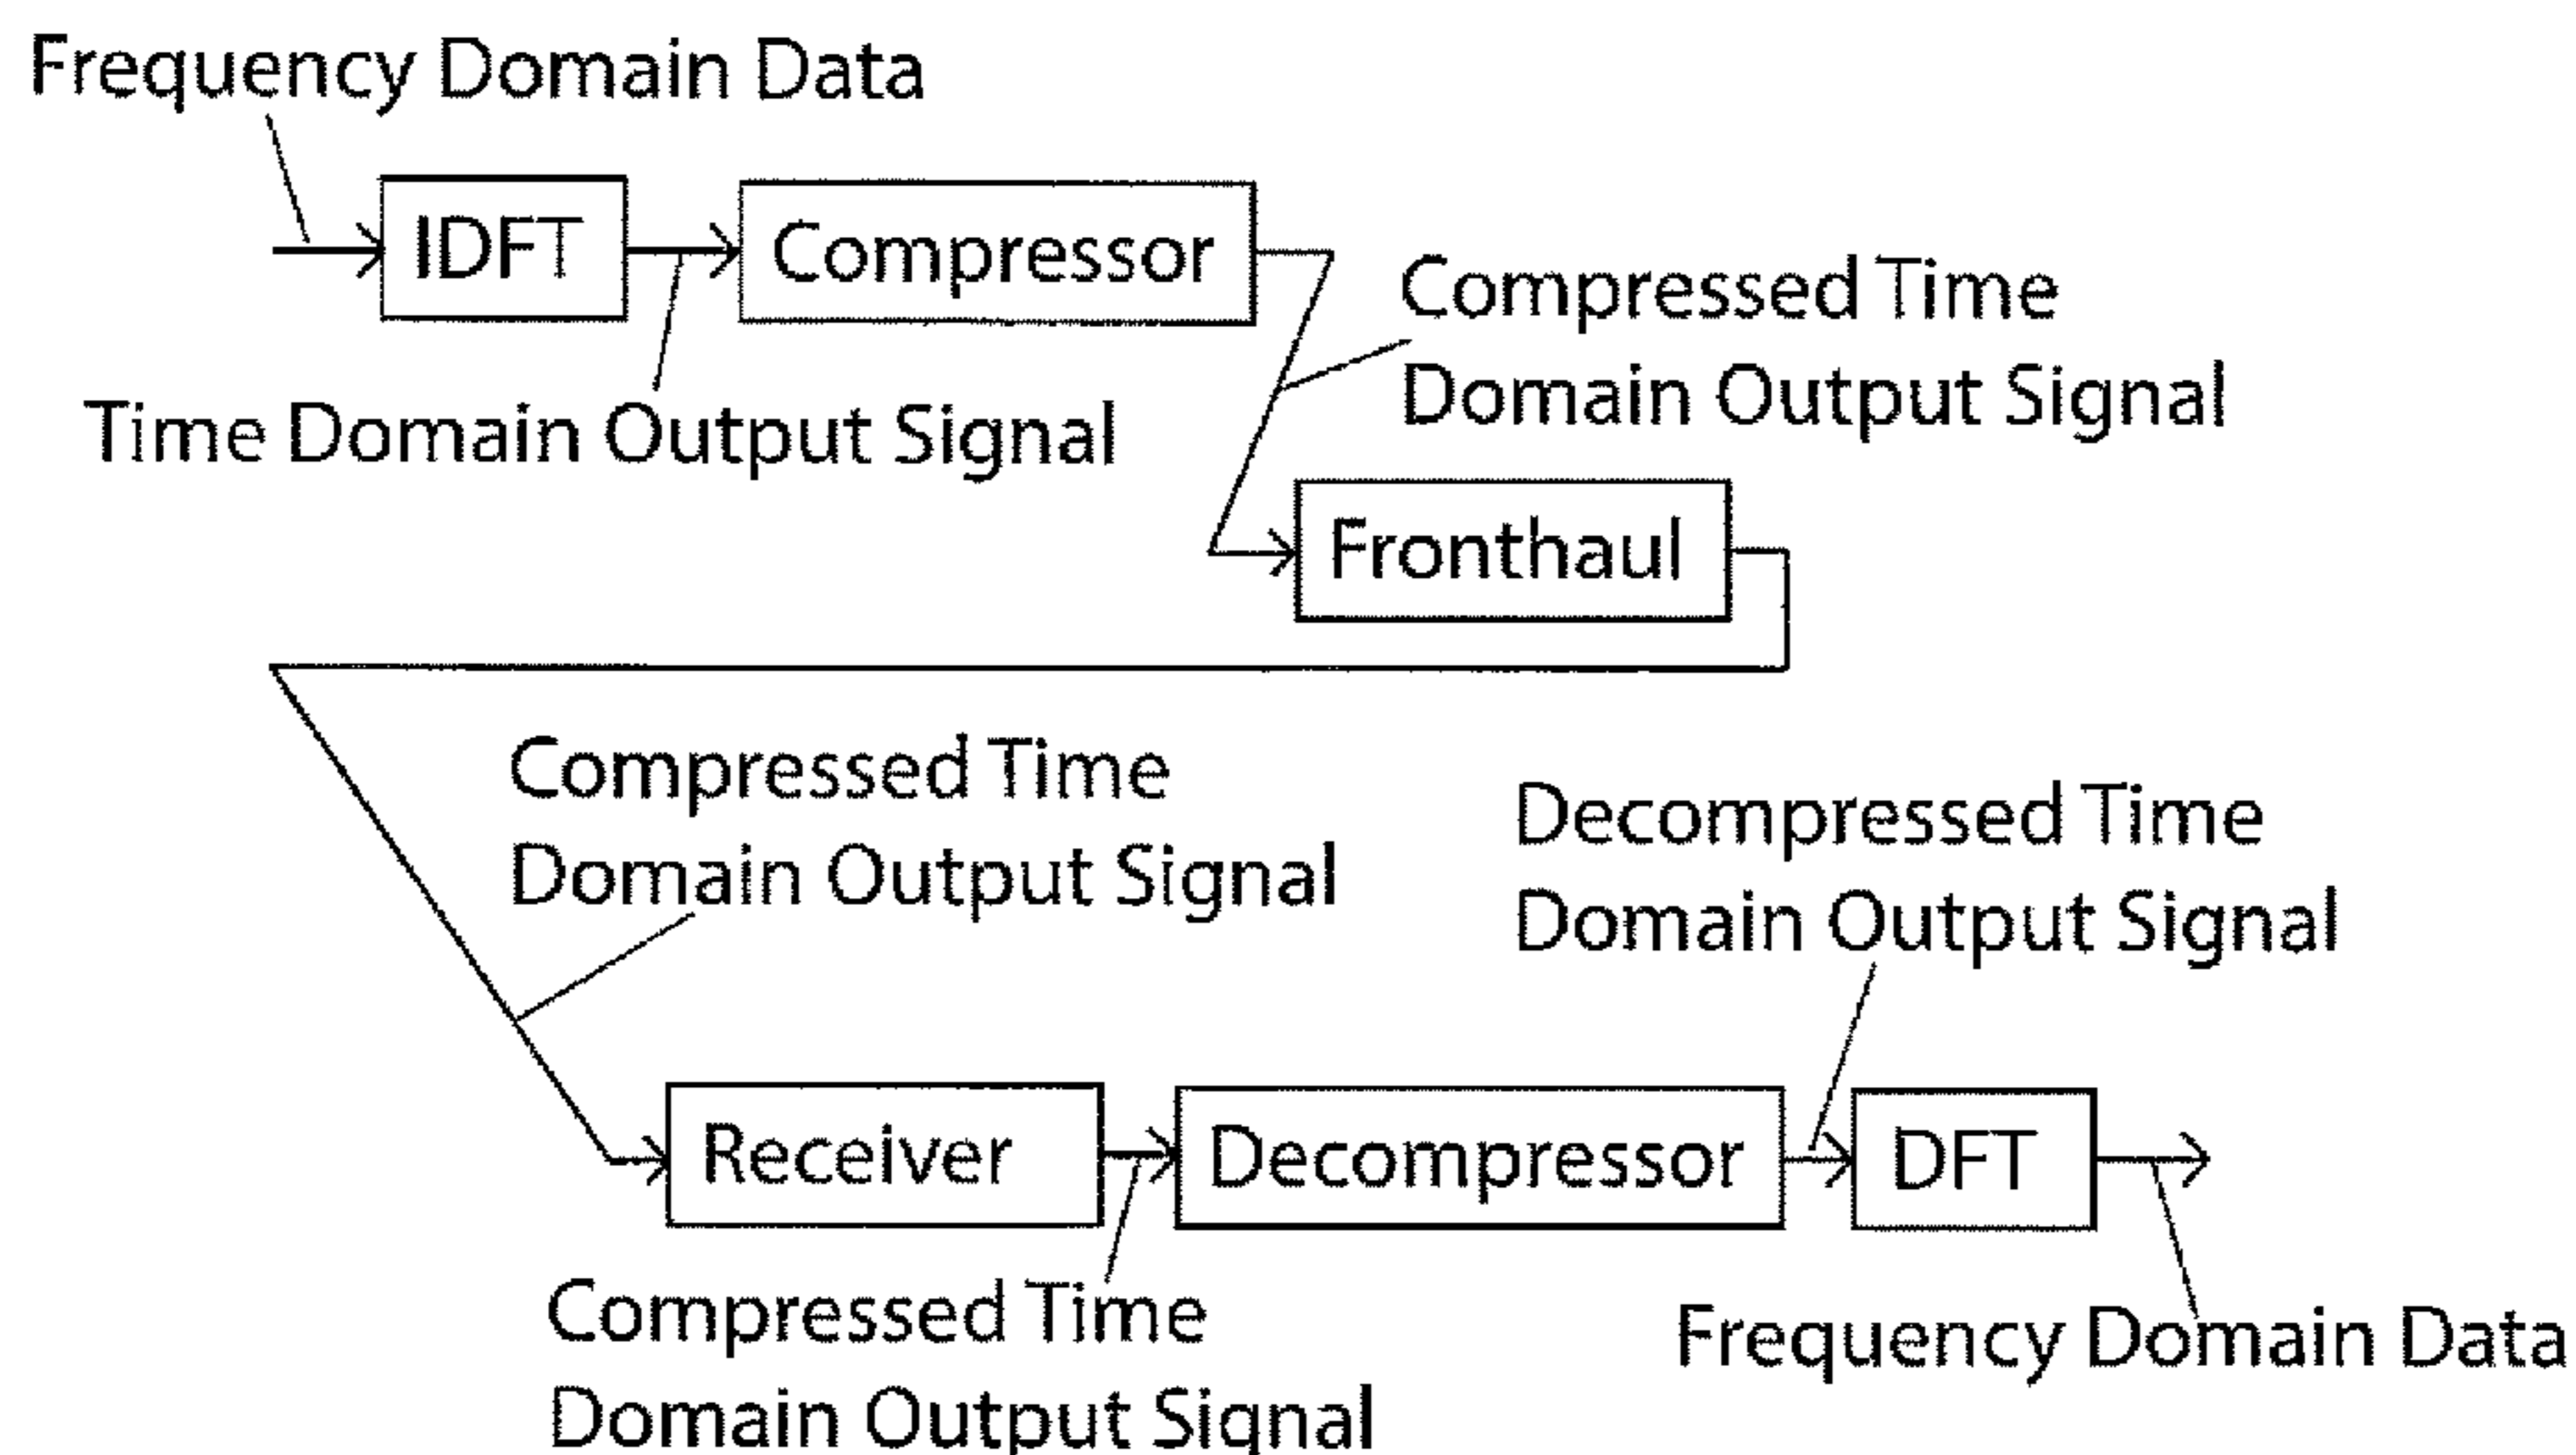 Frequency Domain Data
IDFT
Compressor
Time Domain Output Signal
Compressed Time
Domain Output Signal
Fronthaul
Compressed Time
Domain Output Signal
Decompressed Time
Domain Output Signal
Receiver
Decompressor
DFT
Compressed Time
Domain Output Signal
Frequency Domain Data